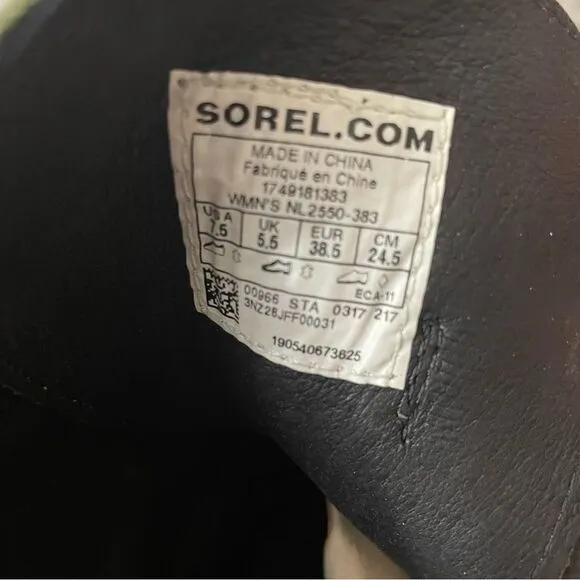 SOREL.COM
MADE IN CHINA
Fabriqué en Chine
1749181383
WMN'S NL2550-383
USA UK EUR CM
7.5 5.5 38.5 24.5
ECA-11
00966 STA 0317 217
3NZ28JFF00031
190540673625